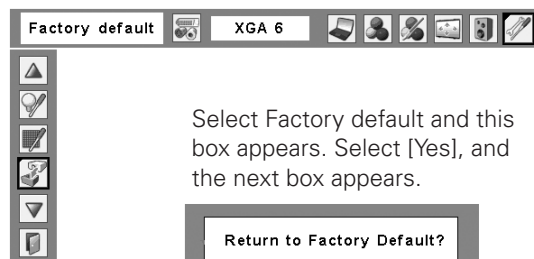 Factory default XGA 6
Select Factory default and this
box appears. Select [Yes], and
the next box appears.
Return to Factory Default?